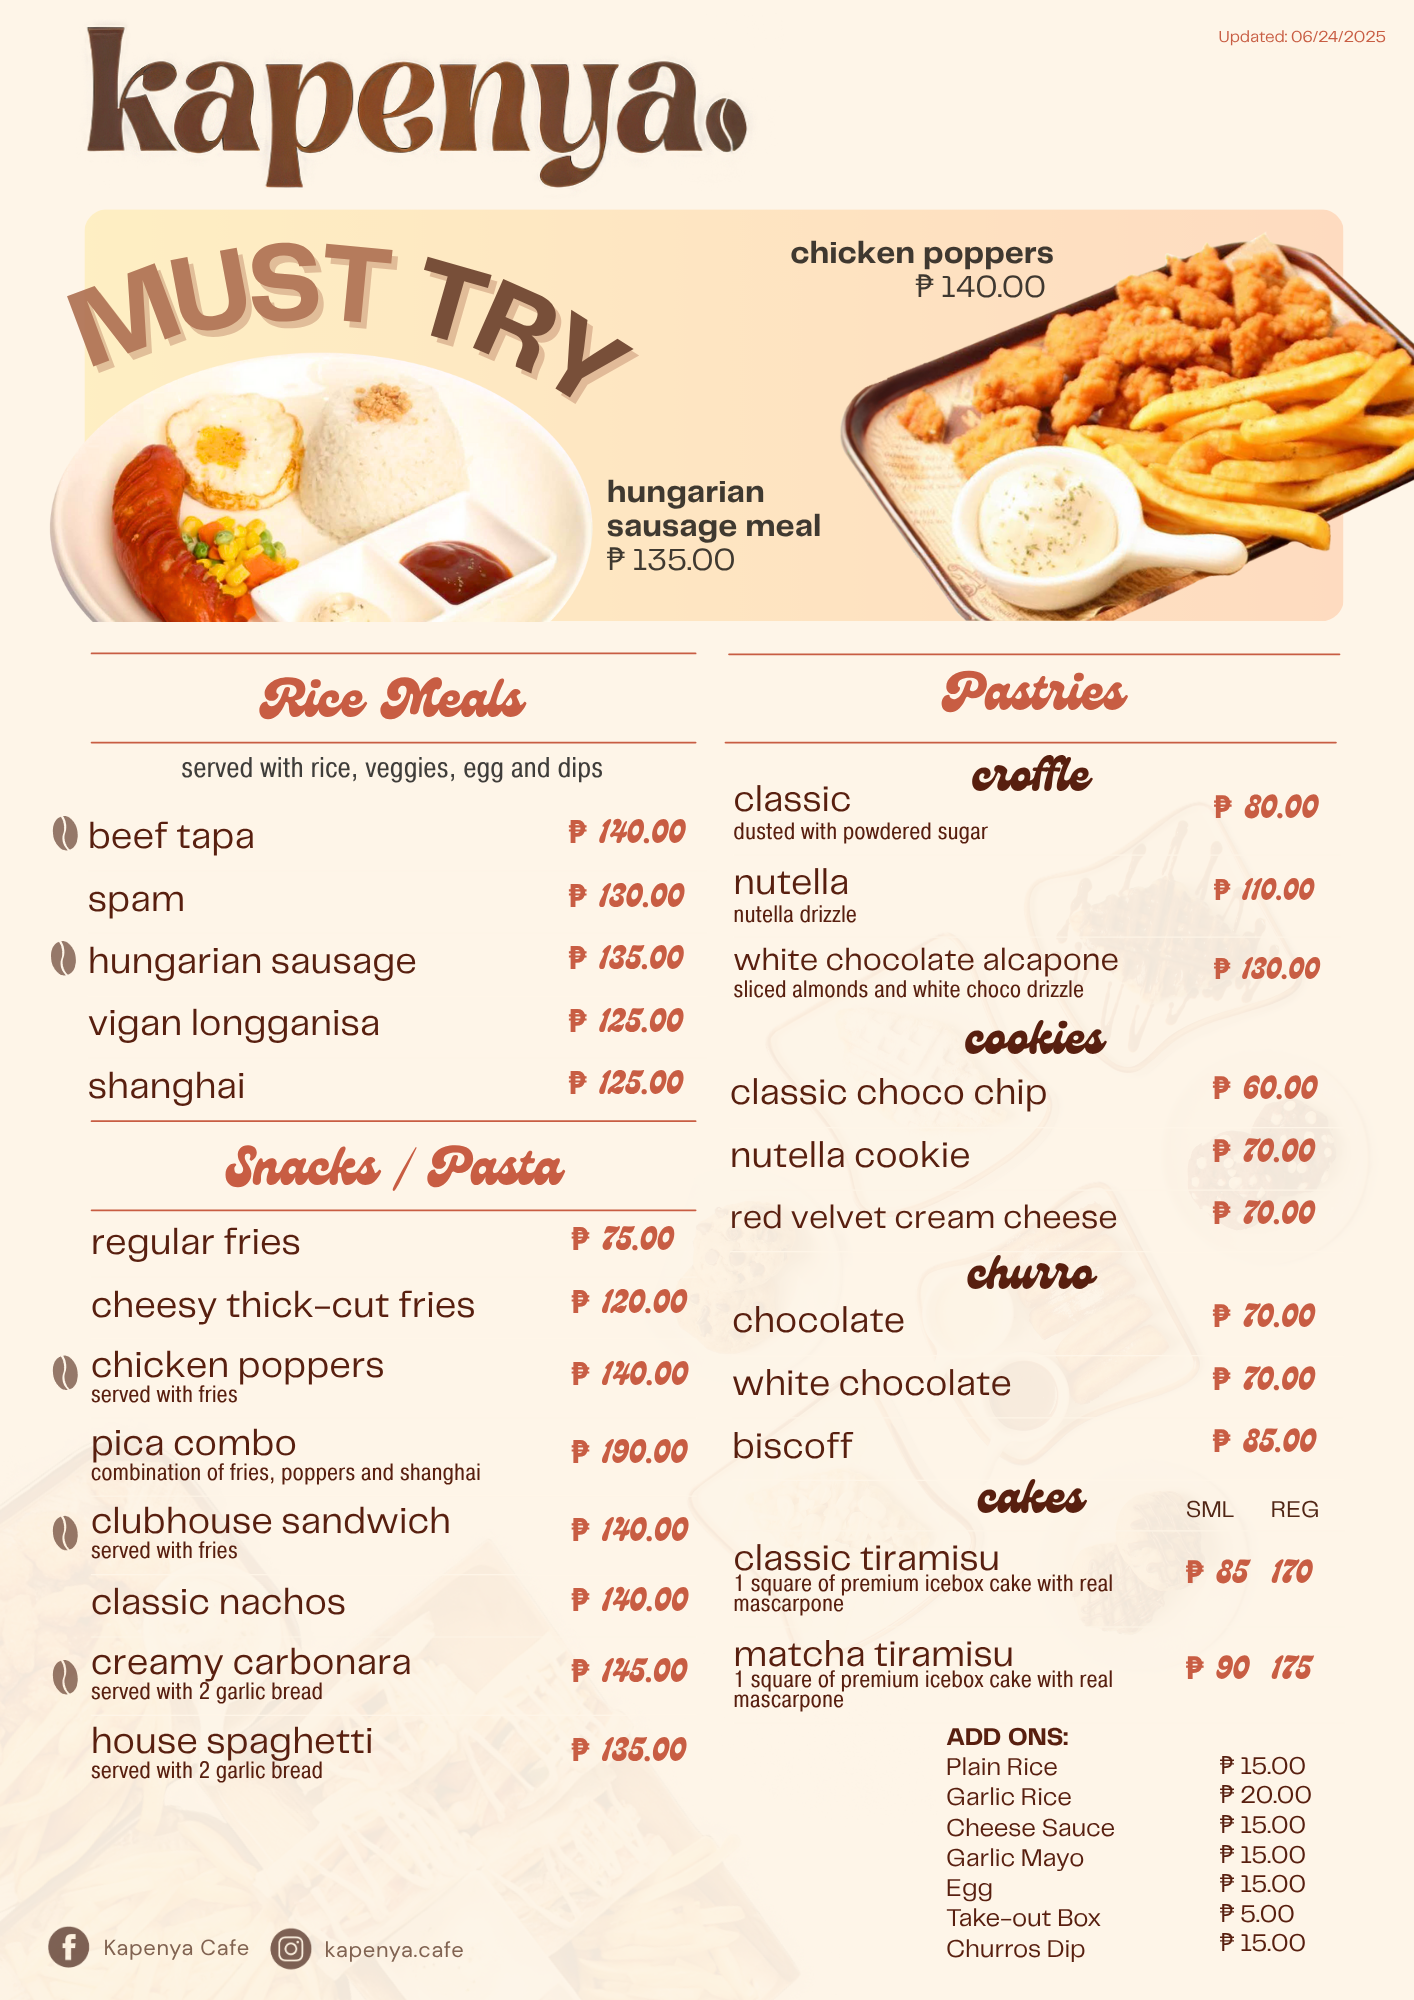 kapenya
Updated: 06/24/2025
MUST TRY
chicken poppers
₱ 140.00
hungarian
sausage meal
₱ 135.00
Rice Meals
served with rice, veggies, egg and dips
beef tapa ₱ 140.00
spam ₱ 130.00
hungarian sausage ₱ 135.00
vigan longganisa ₱ 125.00
shanghai ₱ 125.00
Snacks / Pasta
regular fries ₱ 75.00
cheesy thick-cut fries ₱ 120.00
chicken poppers ₱ 140.00
served with fries
pica combo ₱ 190.00
combination of fries, poppers and shanghai
clubhouse sandwich ₱ 140.00
served with fries
classic nachos ₱ 140.00
creamy carbonara ₱ 145.00
served with 2 garlic bread
house spaghetti ₱ 135.00
served with 2 garlic bread
Pastries
croffle
classic ₱ 80.00
dusted with powdered sugar
nutella ₱ 110.00
nutella drizzle
white chocolate alcapone ₱ 130.00
sliced almonds and white choco drizzle
cookies
classic choco chip ₱ 60.00
nutella cookie ₱ 70.00
red velvet cream cheese ₱ 70.00
churro
chocolate ₱ 70.00
white chocolate ₱ 70.00
biscoff ₱ 85.00
cakes SML REG
classic tiramisu ₱ 85 170
1 square of premium icebox cake with real
mascarpone
matcha tiramisu ₱ 90 175
1 square of premium icebox cake with real
mascarpone
ADD ONS:
Plain Rice ₱ 15.00
Garlic Rice ₱ 20.00
Cheese Sauce ₱ 15.00
Garlic Mayo ₱ 15.00
Egg ₱ 15.00
Take-out Box ₱ 5.00
Churros Dip ₱ 15.00
Kapenya Cafe kapenya.cafe